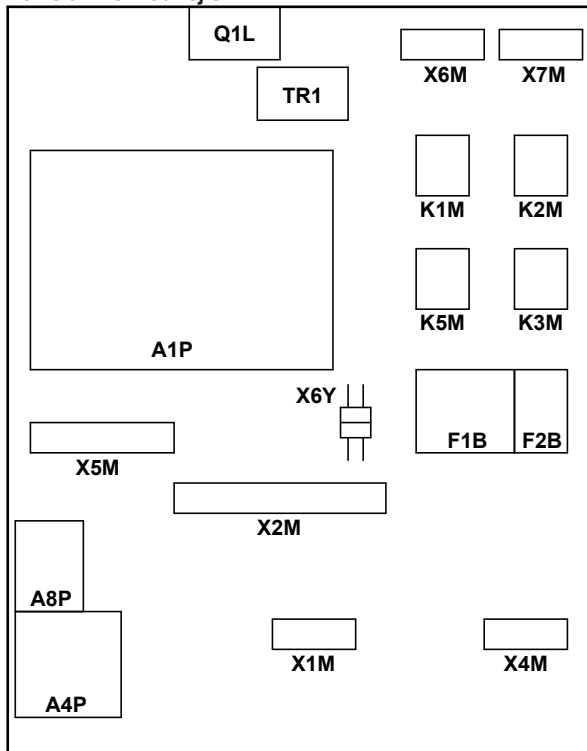 Q1L
X6M X7M
TR1
K1M K2M
K5M K3M
A1P
X6Y
F1B F2B
X5M
X2M
A8P
X1M X4M
A4P